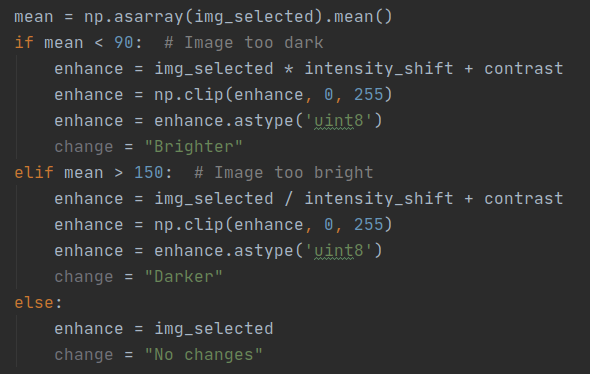 mean = np.asarray(img_selected).mean()
if mean < 90:  # Image too dark
    enhance = img_selected * intensity_shift + contrast
    enhance = np.clip(enhance, 0, 255)
    enhance = enhance.astype('uint8')
    change = "Brighter"
elif mean > 150:  # Image too bright
    enhance = img_selected / intensity_shift + contrast
    enhance = np.clip(enhance, 0, 255)
    enhance = enhance.astype('uint8')
    change = "Darker"
else:
    enhance = img_selected
    change = "No changes"